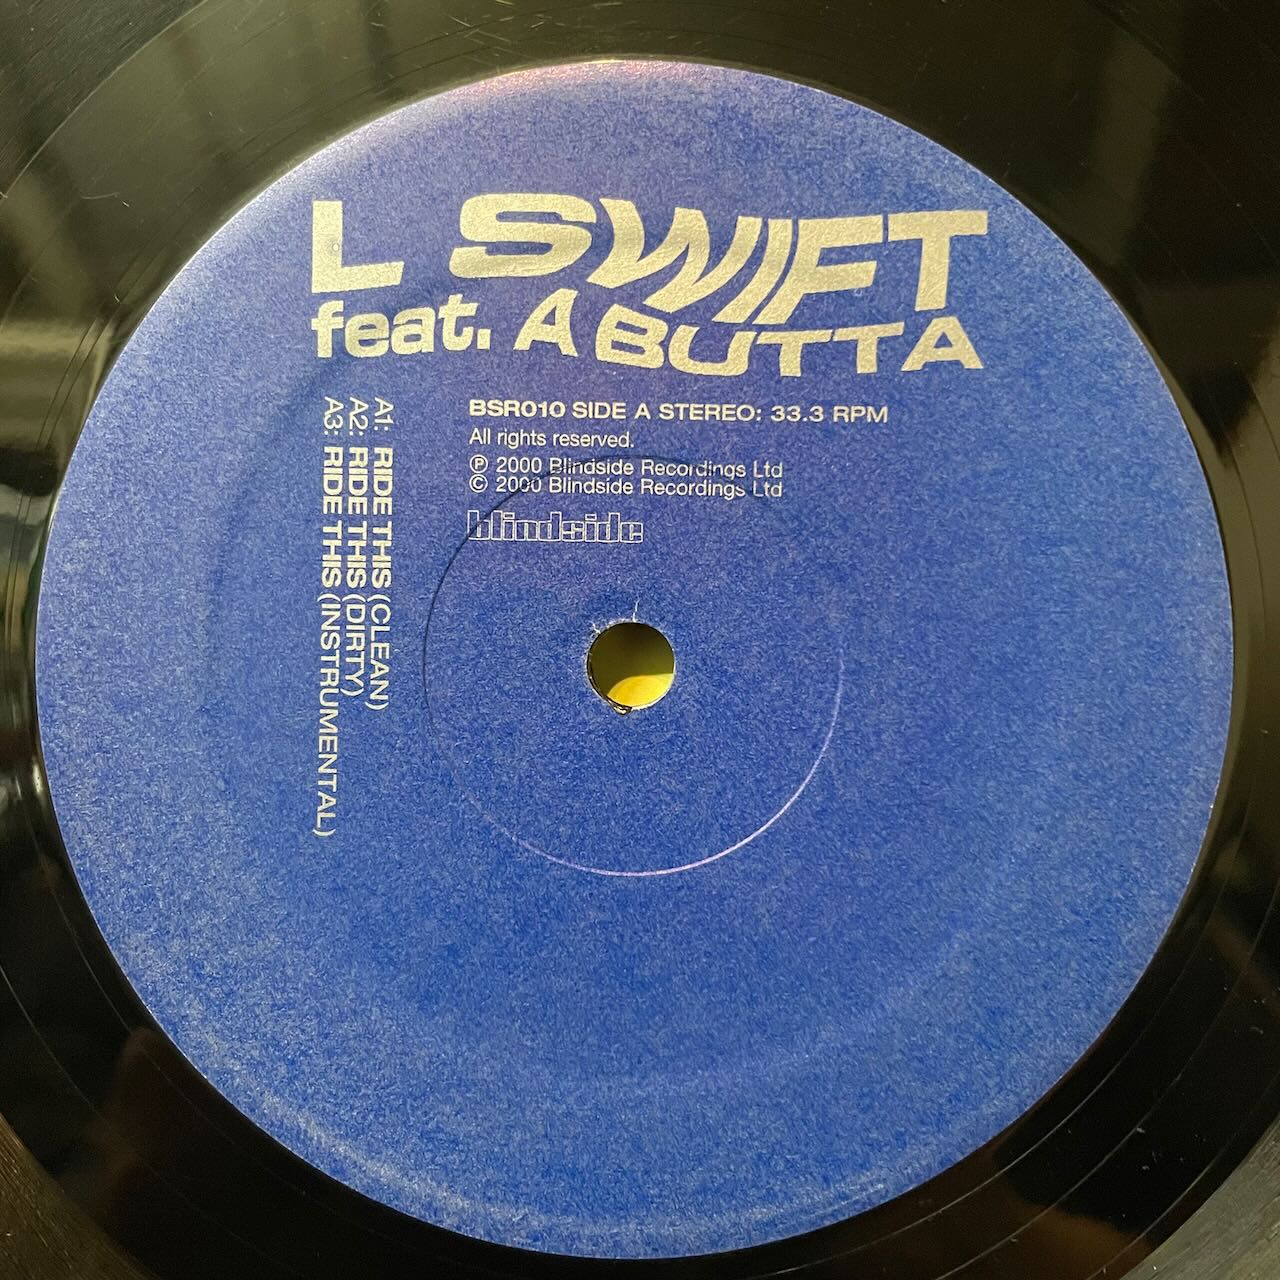 L SWIFT
feat. A BUTTA
BSR010 SIDE A STEREO: 33.3 RPM
All rights reserved.
℗ 2000 Blindside Recordings Ltd
© 2000 Blindside Recordings Ltd
blindside
A1: RIDE THIS (CLEAN)
A2: RIDE THIS (DIRTY)
A3: RIDE THIS (INSTRUMENTAL)